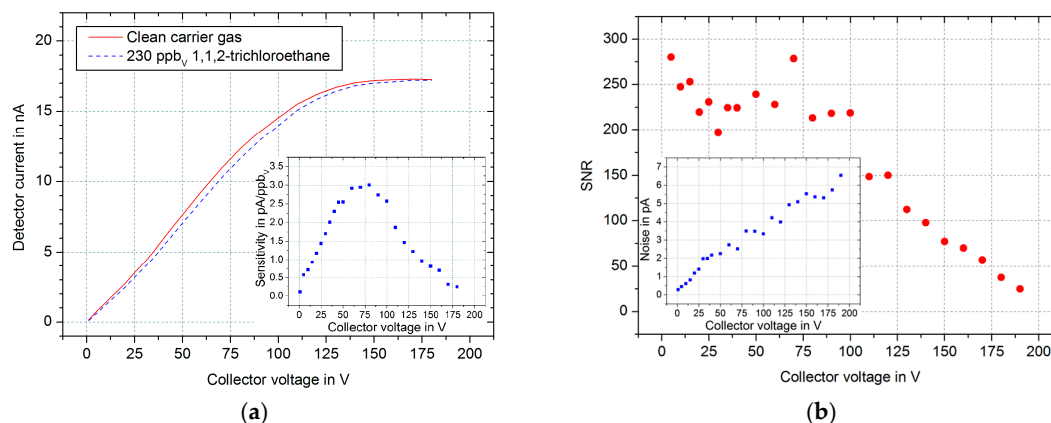 (a)
Detector current in nA
20
15
10
5
0
Clean carrier gas
230 ppbv 1,1,2-trichloroethane
Sensitivity in pA/ppbv
3.5
3.0
2.5
2.0
1.5
1.0
0.5
0.0
0 25 50 75 100 125 150 175 200
Collector voltage in V
0 25 50 75 100 125 150 175 200
Collector voltage in V
(b)
SNR
300
250
200
150
100
50
0
Noise in pA
7
6
5
4
3
2
1
0
0 25 50 75 100 125 150 175 200
Collector voltage in V
0 25 50 75 100 125 150 175 200
Collector voltage in V